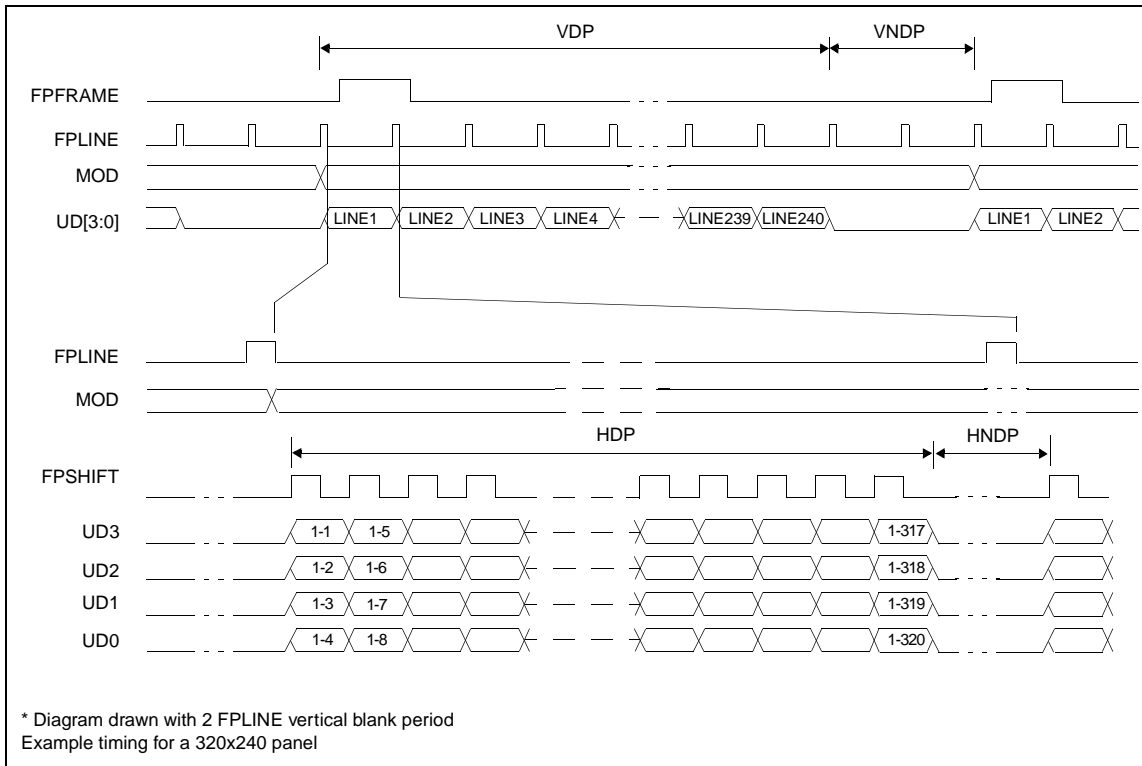 VDP VNDP
FPFRAME
FPLINE
MOD
UD[3:0] LINE1 LINE2 LINE3 LINE4 LINE239 LINE240 LINE1 LINE2
FPLINE
MOD
HDP HNDP
FPSHIFT
UD3 1-1 1-5 1-317
UD2 1-2 1-6 1-318
UD1 1-3 1-7 1-319
UD0 1-4 1-8 1-320
* Diagram drawn with 2 FPLINE vertical blank period
Example timing for a 320x240 panel